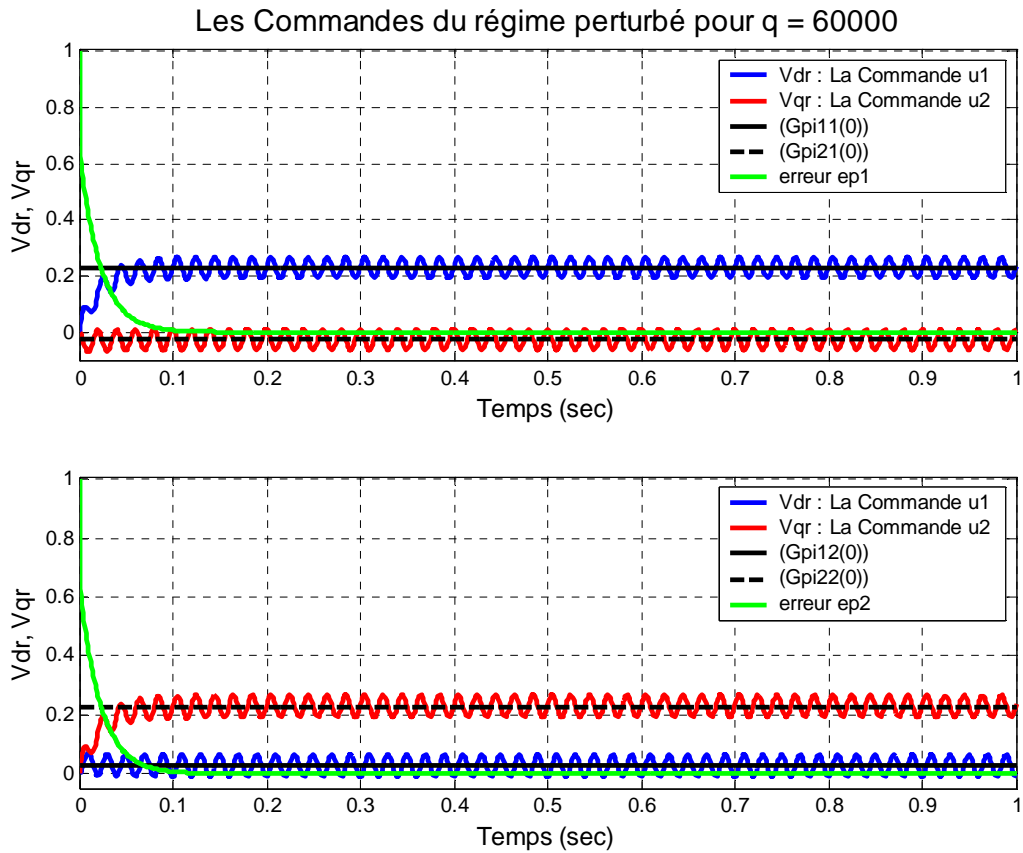 Les Commandes du régime perturbé pour q = 60000
Vdr, Vqr
1
0.8
0.6
0.4
0.2
0
Vdr : La Commande u1
Vqr : La Commande u2
(Gpi11(0))
(Gpi21(0))
erreur ep1
0 0.1 0.2 0.3 0.4 0.5 0.6 0.7 0.8 0.9 1
Temps (sec)
Vdr, Vqr
1
0.8
0.6
0.4
0.2
0
Vdr : La Commande u1
Vqr : La Commande u2
(Gpi12(0))
(Gpi22(0))
erreur ep2
0 0.1 0.2 0.3 0.4 0.5 0.6 0.7 0.8 0.9 1
Temps (sec)